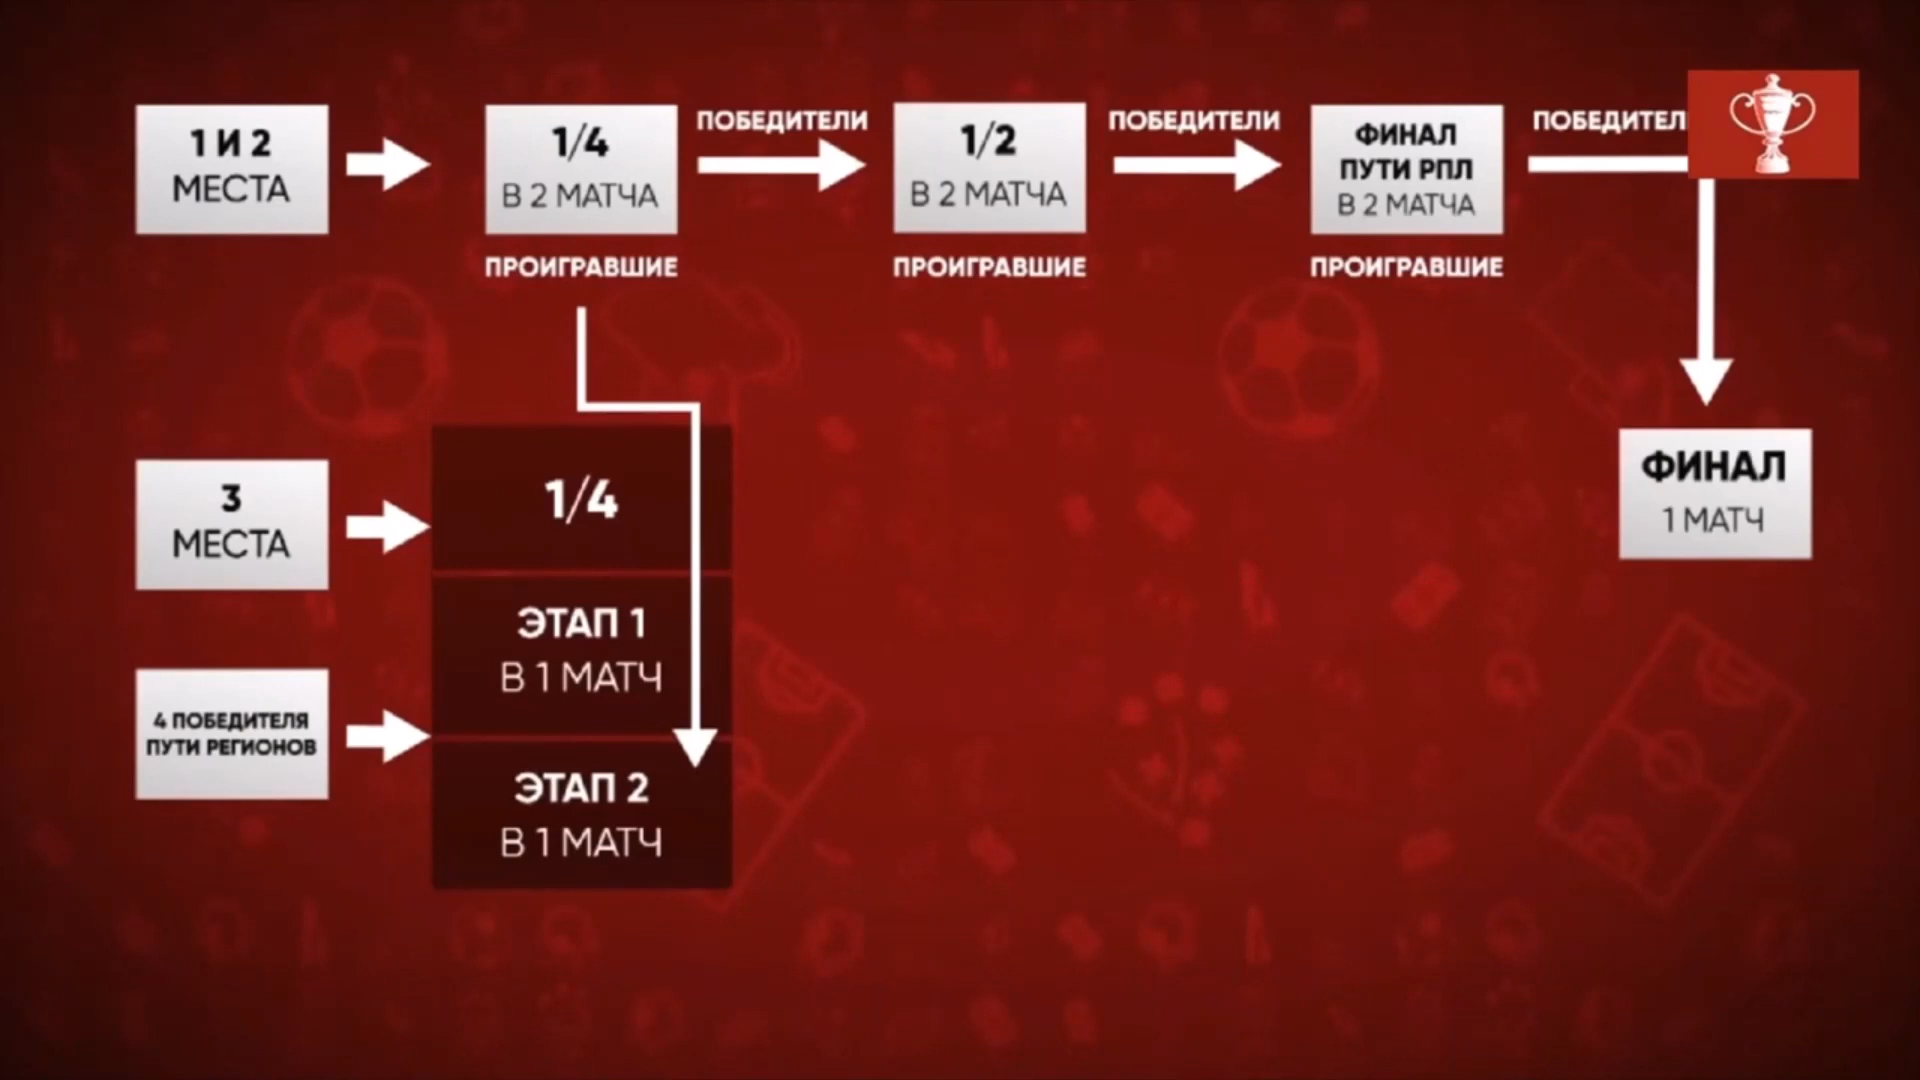 1 И 2
МЕСТА
1/4
В 2 МАТЧА
ПОБЕДИТЕЛИ
1/2
В 2 МАТЧА
ПОБЕДИТЕЛИ
ФИНАЛ
ПУТИ РПЛ
В 2 МАТЧА
ПОБЕДИТЕЛ
ПРОИГРАВШИЕ
ПРОИГРАВШИЕ
ПРОИГРАВШИЕ
3
МЕСТА
1/4
ФИНАЛ
1 МАТЧ
ЭТАП 1
В 1 МАТЧ
4 ПОБЕДИТЕЛЯ
ПУТИ РЕГИОНОВ
ЭТАП 2
В 1 МАТЧ